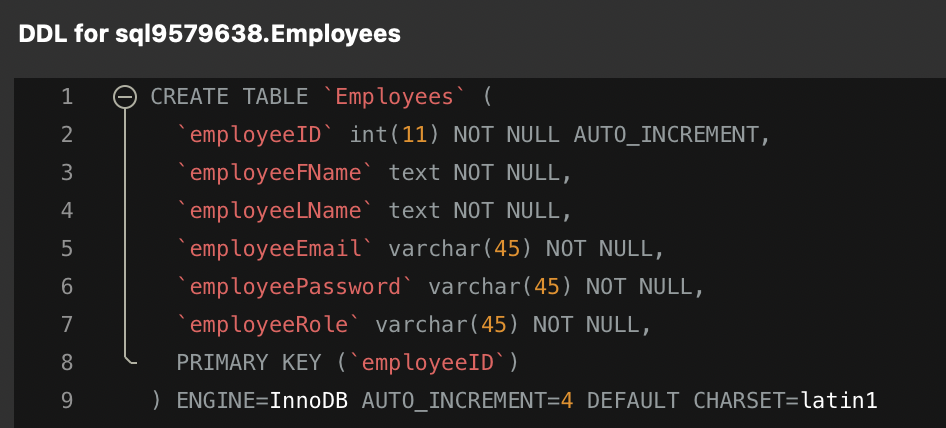 DDL for sql9579638.Employees
1 CREATE TABLE `Employees` (
2 `employeeID` int(11) NOT NULL AUTO_INCREMENT,
3 `employeeFName` text NOT NULL,
4 `employeeLName` text NOT NULL,
5 `employeeEmail` varchar(45) NOT NULL,
6 `employeePassword` varchar(45) NOT NULL,
7 `employeeRole` varchar(45) NOT NULL,
8 PRIMARY KEY (`employeeID`)
9 ) ENGINE=InnoDB AUTO_INCREMENT=4 DEFAULT CHARSET=latin1